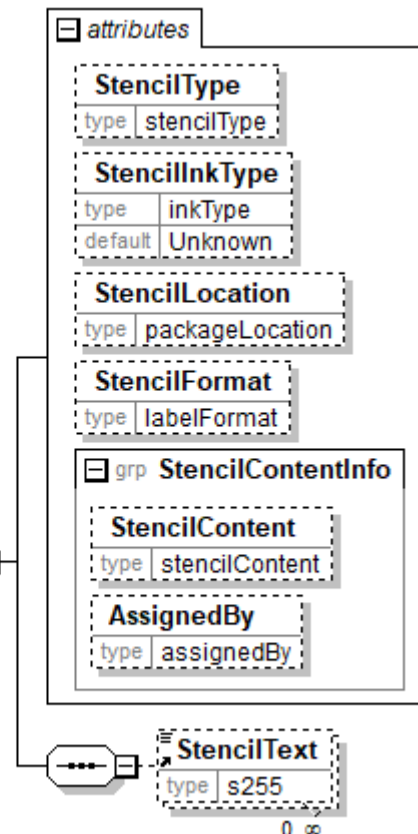 attributes
StencilType
type stencilType
StencilInkType
type inkType
default Unknown
StencilLocation
type packageLocation
StencilFormat
type labelFormat
grp StencilContentInfo
StencilContent
type stencilContent
AssignedBy
type assignedBy
StencilText
type s255
0 ∞